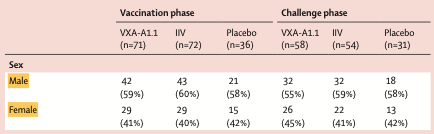 Vaccination phase Challenge phase
VXA-A1.1 IIV Placebo VXA-A1.1 IIV Placebo
(n=71) (n=72) (n=36) (n=58) (n=54) (n=31)
Sex
Male 42 43 21 32 32 18
(59%) (60%) (58%) (55%) (59%) (58%)
Female 29 29 15 26 22 13
(41%) (40%) (42%) (45%) (41%) (42%)